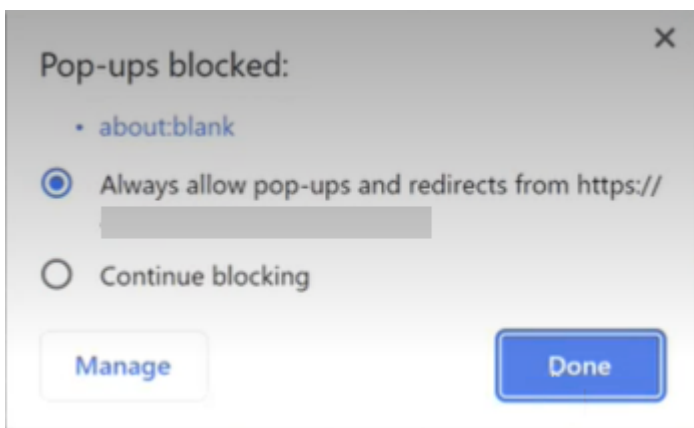 Pop-ups blocked:
• about:blank
Always allow pop-ups and redirects from https://
Continue blocking
Manage
Done